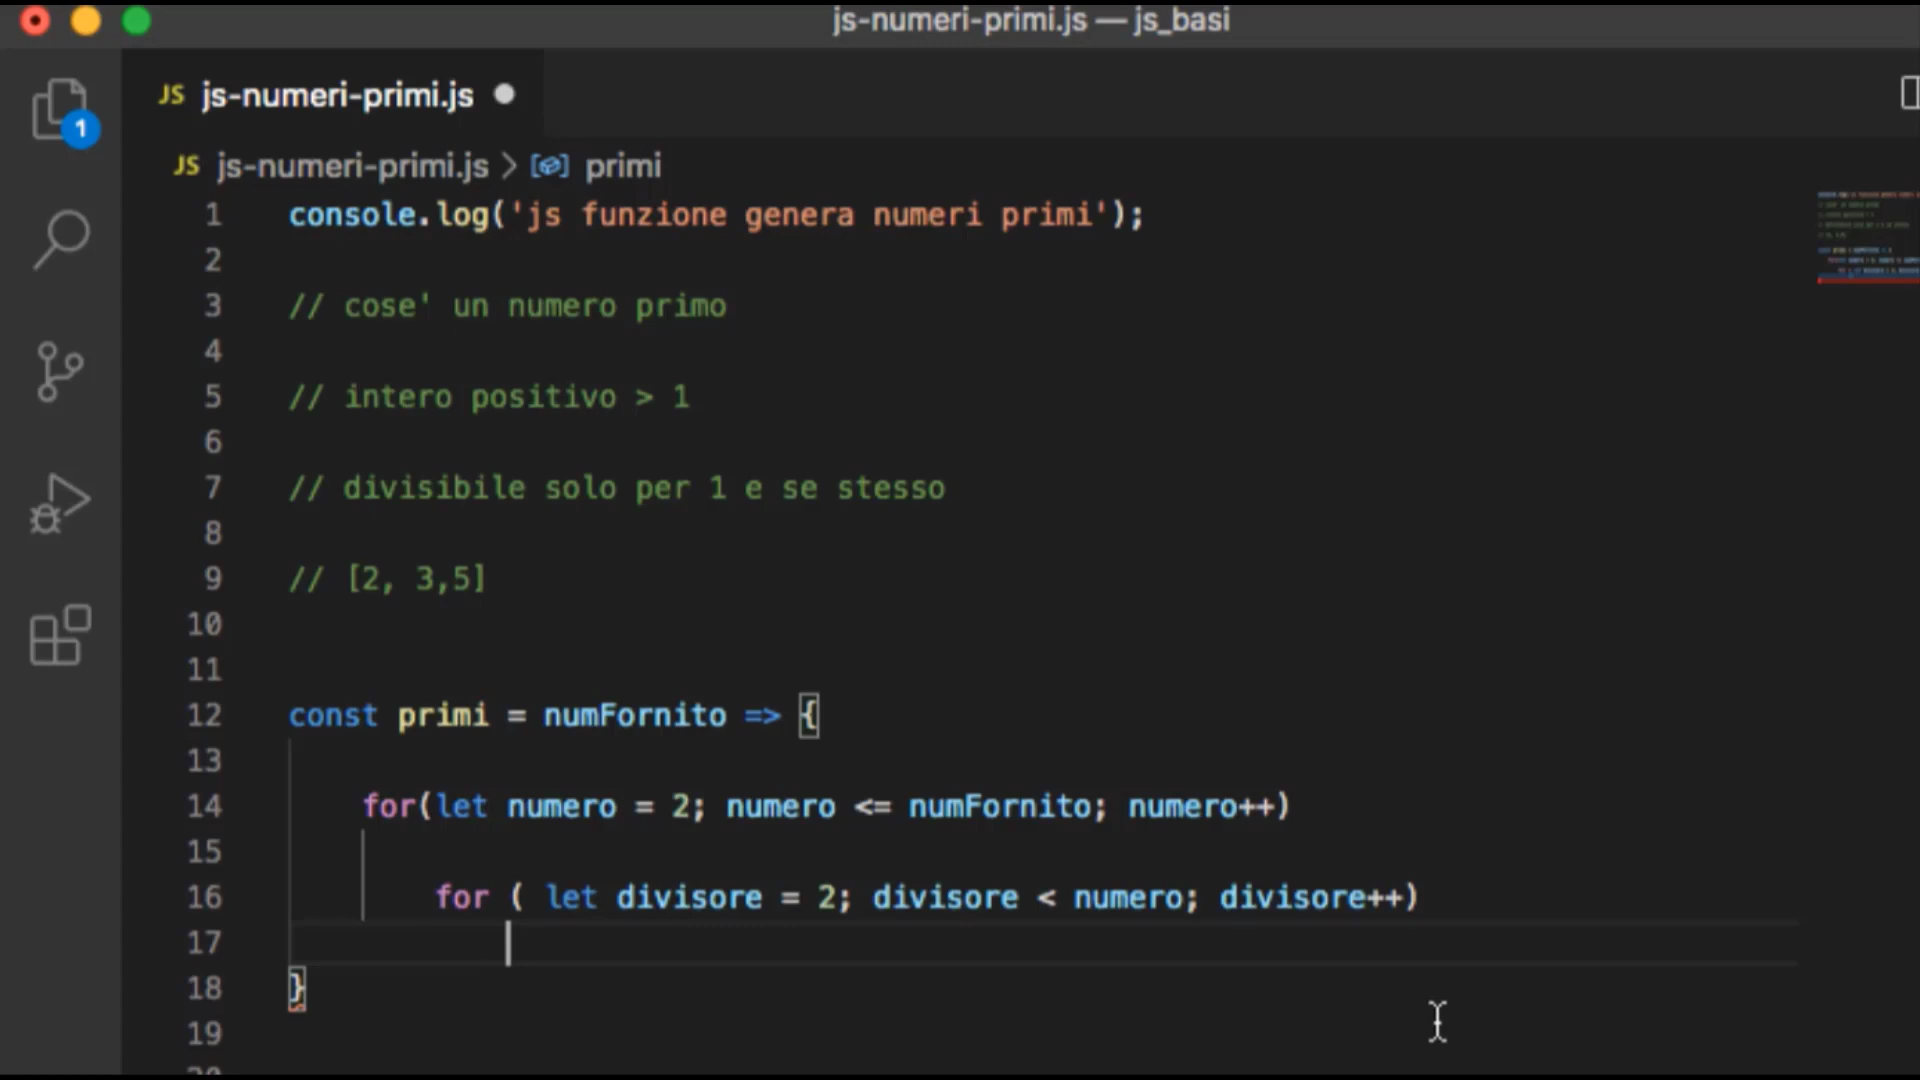 js-numeri-primi.js — js_basi
JS js-numeri-primi.js
1
JS js-numeri-primi.js > primi
1 console.log('js funzione genera numeri primi');
2
3 // cose' un numero primo
4
5 // intero positivo > 1
6
7 // divisibile solo per 1 e se stesso
8
9 // [2, 3,5]
10
11
12 const primi = numFornito => {
13
14 for(let numero = 2; numero <= numFornito; numero++)
15
16 for ( let divisore = 2; divisore < numero; divisore++)
17
18 }
19